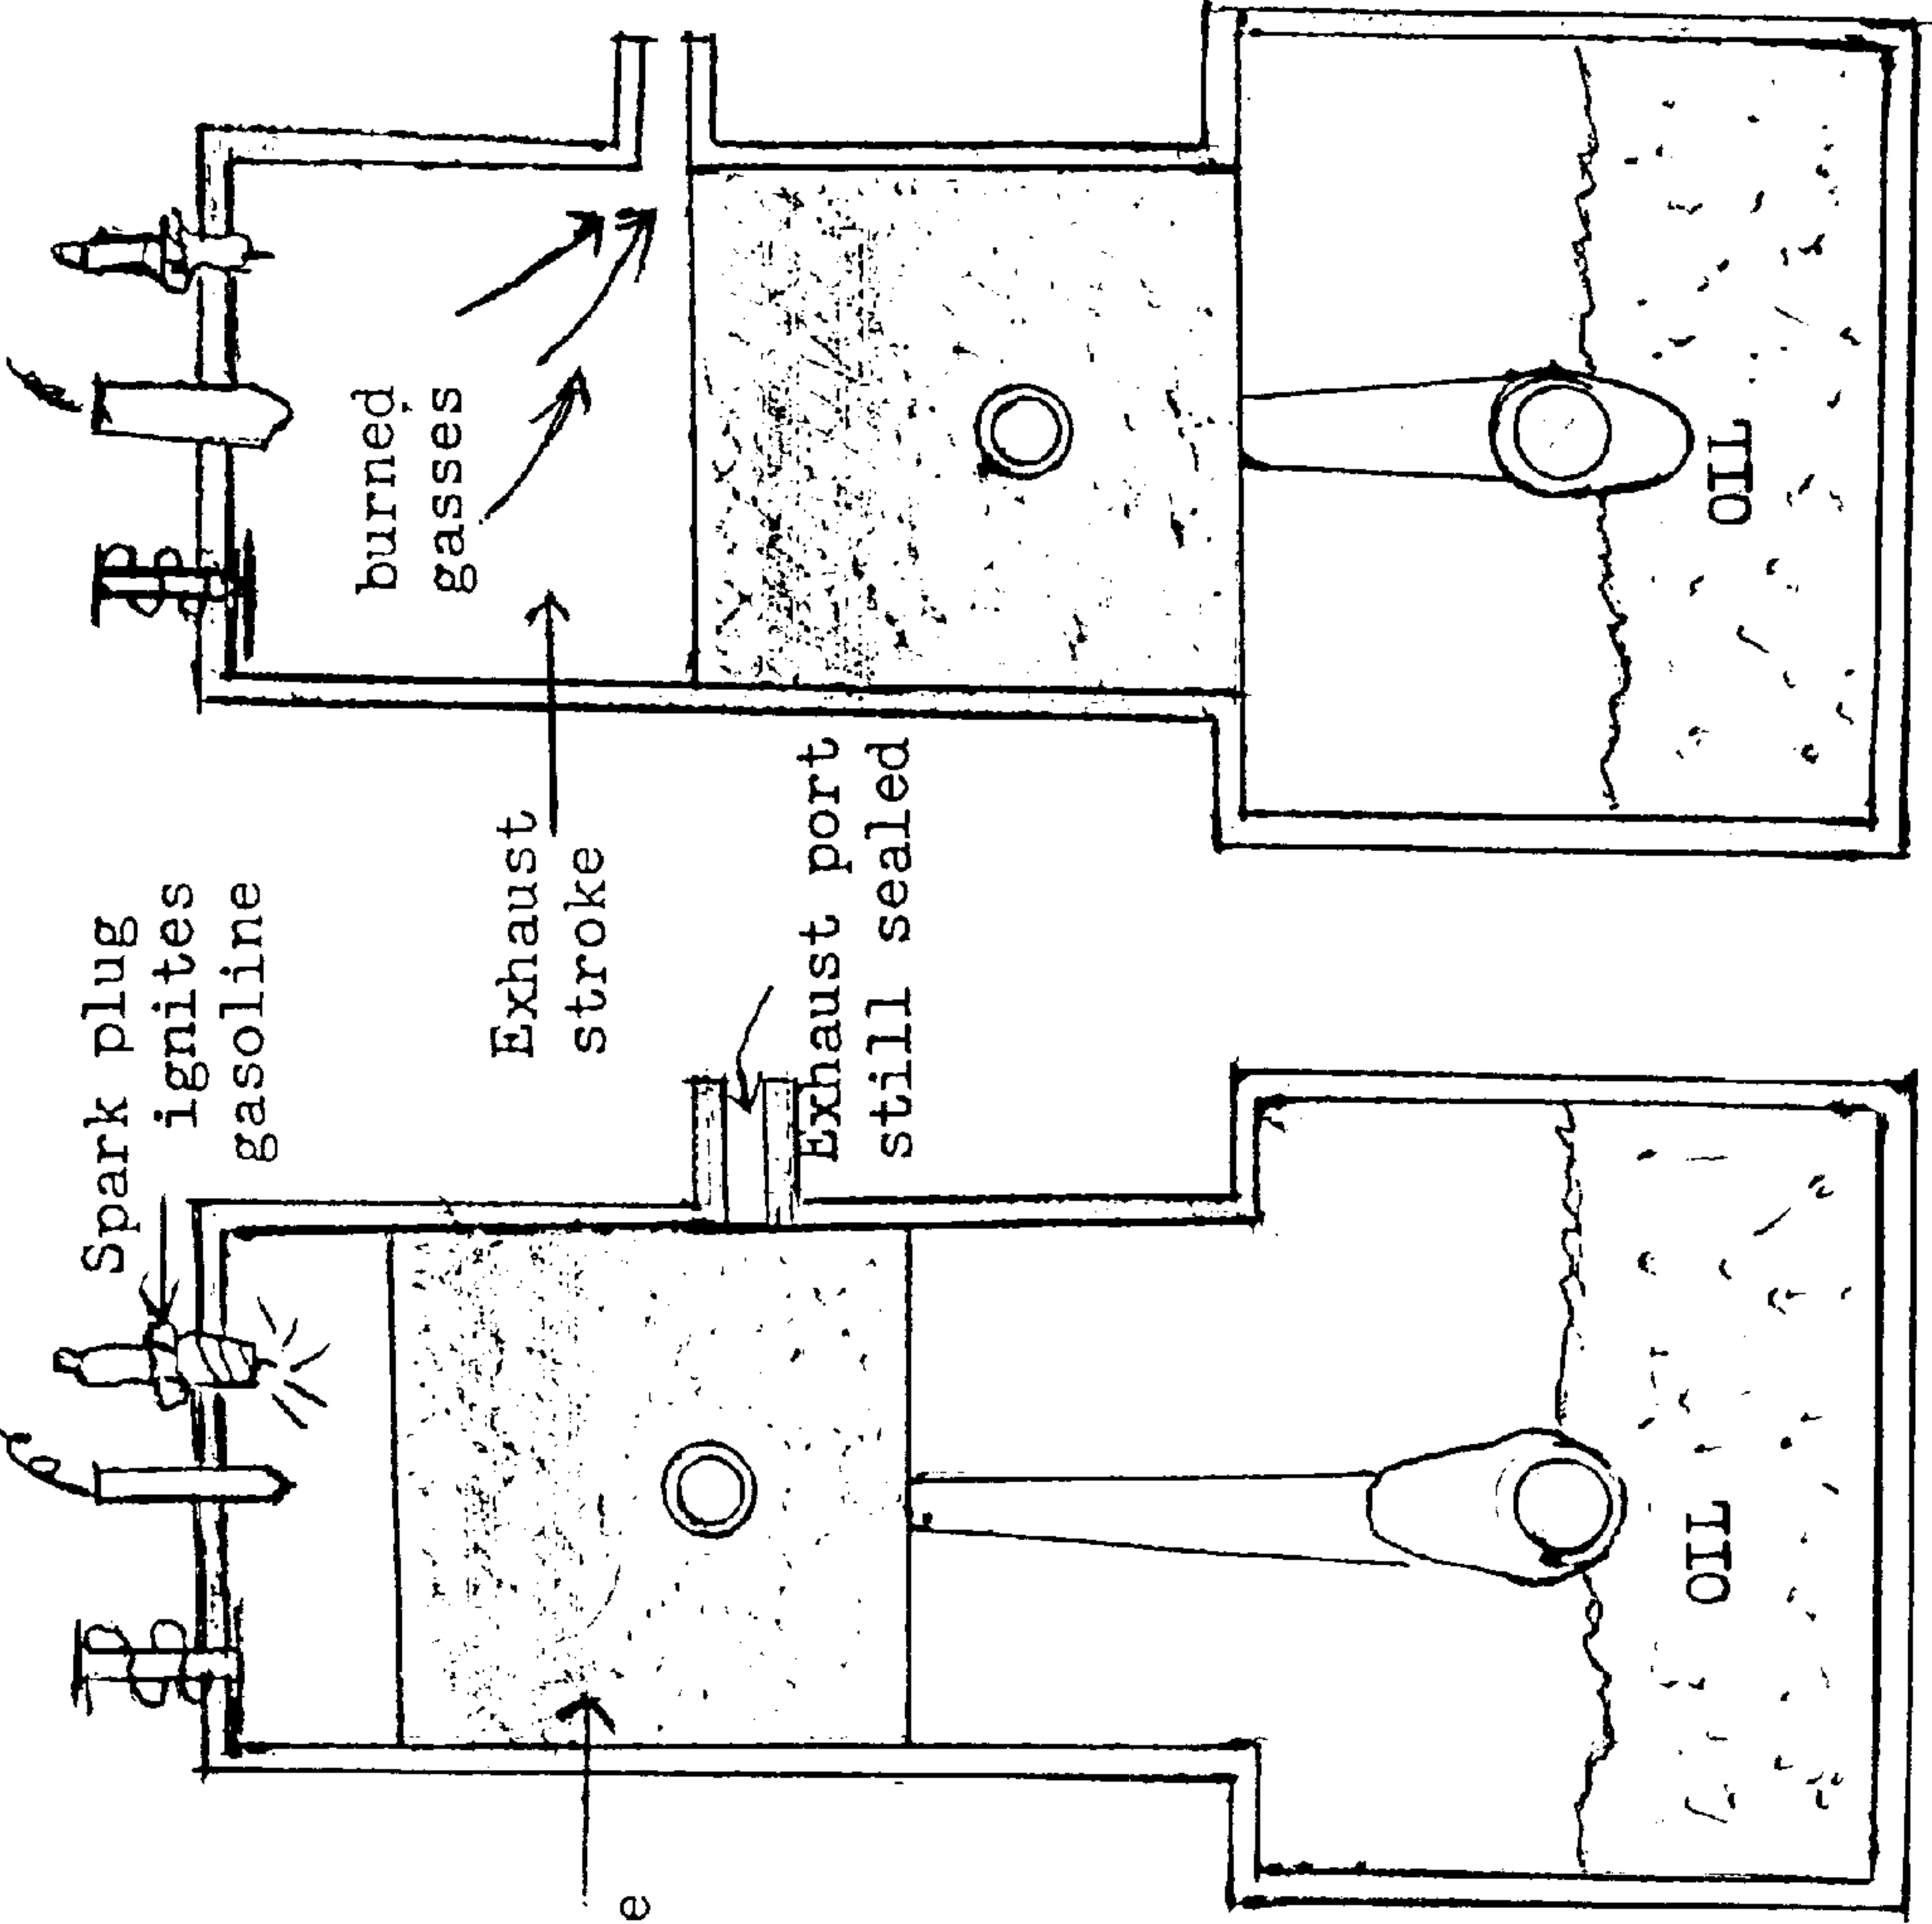 Spark plug
ignites
gasoline
Exhaust
stroke
burned
gasses
Exhaust port
still sealed
e
OIL
OIL